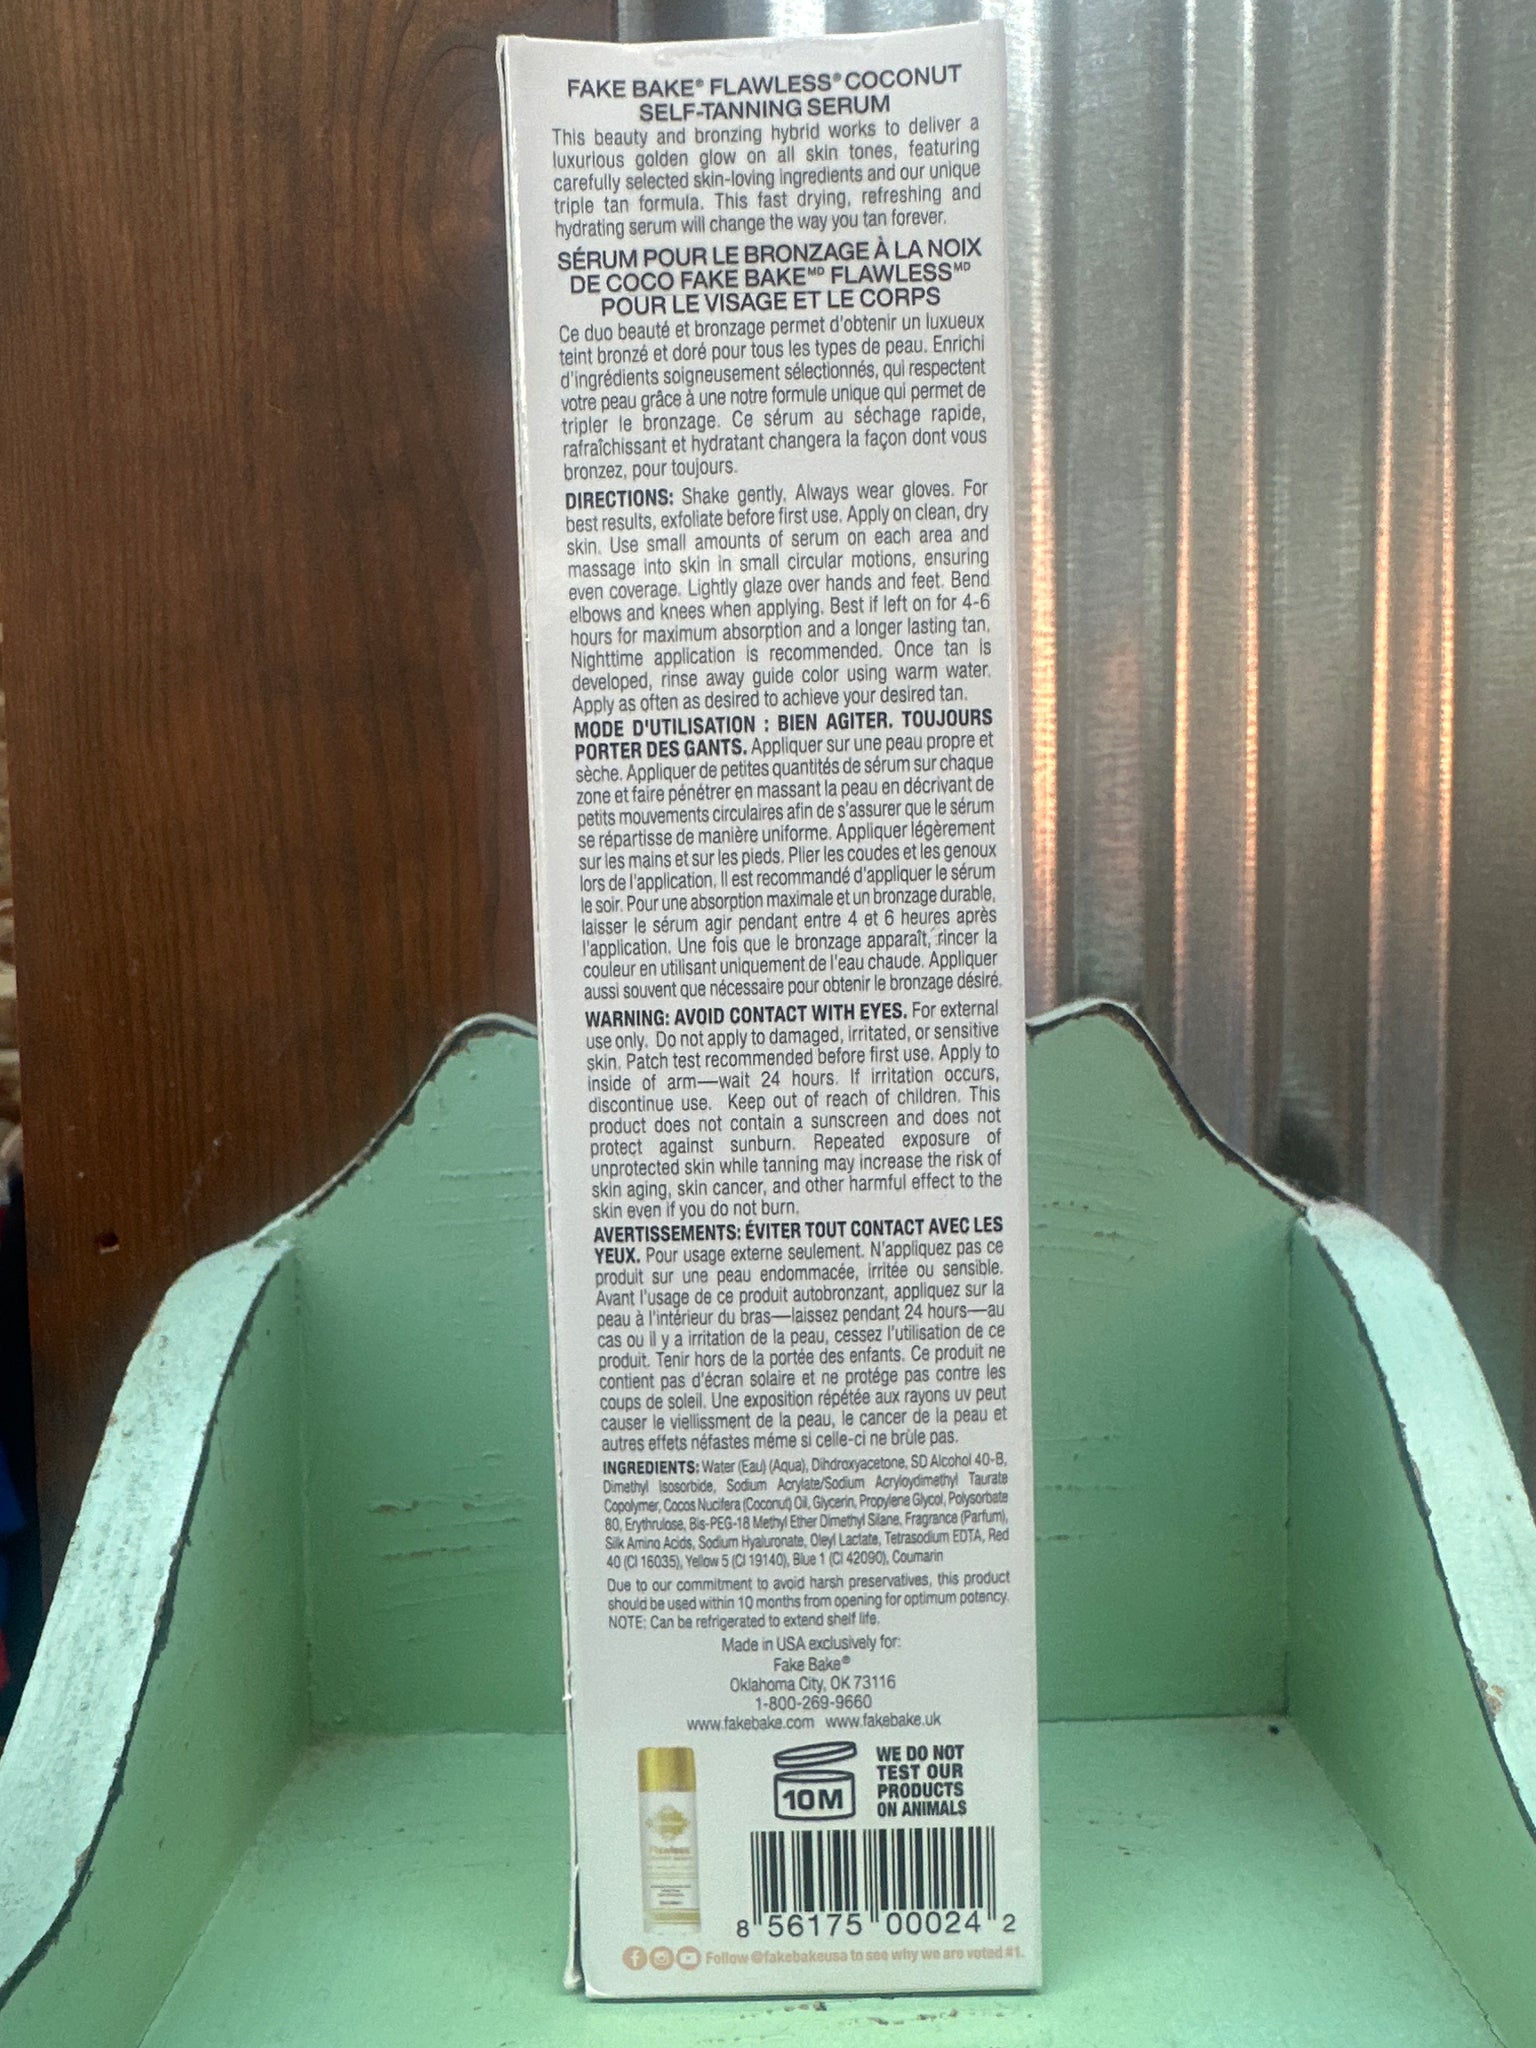 FAKE BAKE® FLAWLESS® COCONUT
SELF-TANNING SERUM
This beauty and bronzing hybrid works to deliver a
luxurious golden glow on all skin tones, featuring
carefully selected skin-loving ingredients and our unique
triple tan formula. This fast drying, refreshing and
hydrating serum will change the way you tan forever.
SÉRUM POUR LE BRONZAGE À LA NOIX
DE COCO FAKE BAKE MD FLAWLESS MD
POUR LE VISAGE ET LE CORPS
Ce duo beauté et bronzage permet d'obtenir un luxueux
teint bronzé et doré pour tous les types de peau. Enrichi
d'ingrédients soigneusement sélectionnés, qui respectent
votre peau grâce à une notre formule unique qui permet de
tripler le bronzage. Ce sérum au séchage rapide,
rafraîchissant et hydratant changera la façon dont vous
bronzez, pour toujours.
DIRECTIONS: Shake gently. Always wear gloves. For
best results, exfoliate before first use. Apply on clean, dry
skin. Use small amounts of serum on each area and
massage into skin in small circular motions, ensuring
even coverage. Lightly glaze over hands and feet. Bend
elbows and knees when applying. Best if left on for 4-6
hours for maximum absorption and a longer lasting tan.
Nighttime application is recommended. Once tan is
developed, rinse away guide color using warm water.
Apply as often as desired to achieve your desired tan.
MODE D'UTILISATION : BIEN AGITER. TOUJOURS
PORTER DES GANTS. Appliquer sur une peau propre et
sèche. Appliquer de petites quantités de sérum sur chaque
zone et faire pénétrer en massant la peau en décrivant de
petits mouvements circulaires afin de s'assurer que le sérum
se répartisse de manière uniforme. Appliquer légèrement
sur les mains et sur les pieds. Plier les coudes et les genoux
lors de l'application. Il est recommandé d'appliquer le sérum
le soir. Pour une absorption maximale et un bronzage durable,
laisser le sérum agir pendant entre 4 et 6 heures après
l'application. Une fois que le bronzage apparaît, rincer la
couleur en utilisant uniquement de l'eau chaude. Appliquer
aussi souvent que nécessaire pour obtenir le bronzage désiré.
WARNING: AVOID CONTACT WITH EYES. For external
use only. Do not apply to damaged, irritated, or sensitive
skin. Patch test recommended before first use. Apply to
inside of arm—wait 24 hours. If irritation occurs,
discontinue use. Keep out of reach of children. This
product does not contain a sunscreen and does not
protect against sunburn. Repeated exposure of
unprotected skin while tanning may increase the risk of
skin aging, skin cancer, and other harmful effect to the
skin even if you do not burn.
AVERTISSEMENTS: ÉVITER TOUT CONTACT AVEC LES
YEUX. Pour usage externe seulement. N'appliquez pas ce
produit sur une peau endommacée, irritée ou sensible.
Avant l'usage de ce produit autobronzant, appliquez sur la
peau à l'intérieur du bras—laissez pendant 24 hours—au
cas ou il y a irritation de la peau, cessez l'utilisation de ce
produit. Tenir hors de la portée des enfants. Ce produit ne
contient pas d'écran solaire et ne protége pas contre les
coups de soleil. Une exposition répétée aux rayons uv peut
causer le viellissment de la peau, le cancer de la peau et
autres effets néfastes méme si celle-ci ne brûle pas.
INGREDIENTS: Water (Eau) (Aqua), Dihdroxyacetone, SD Alcohol 40-B,
Dimethyl Isosorbide, Sodium Acrylate/Sodium Acryloydimethyl Taurate
Copolymer, Cocos Nucifera (Coconut) Oil, Glycerin, Propylene Glycol, Polysorbate
80, Erythrulose, Bis-PEG-18 Methyl Ether Dimethyl Silane, Fragrance (Parfum),
Silk Amino Acids, Sodium Hyaluronate, Oleyl Lactate, Tetrasodium EDTA, Red
40 (CI 16035), Yellow 5 (CI 19140), Blue 1 (CI 42090), Coumarin
Due to our commitment to avoid harsh preservatives, this product
should be used within 10 months from opening for optimum potency.
NOTE: Can be refrigerated to extend shelf life.
Made in USA exclusively for:
Fake Bake®
Oklahoma City, OK 73116
1-800-269-9660
www.fakebake.com www.fakebake.uk
10M
WE DO NOT
TEST OUR
PRODUCTS
ON ANIMALS
Flawless
8 56175 00024 2
Follow @fakebakeusa to see why we are voted #1.